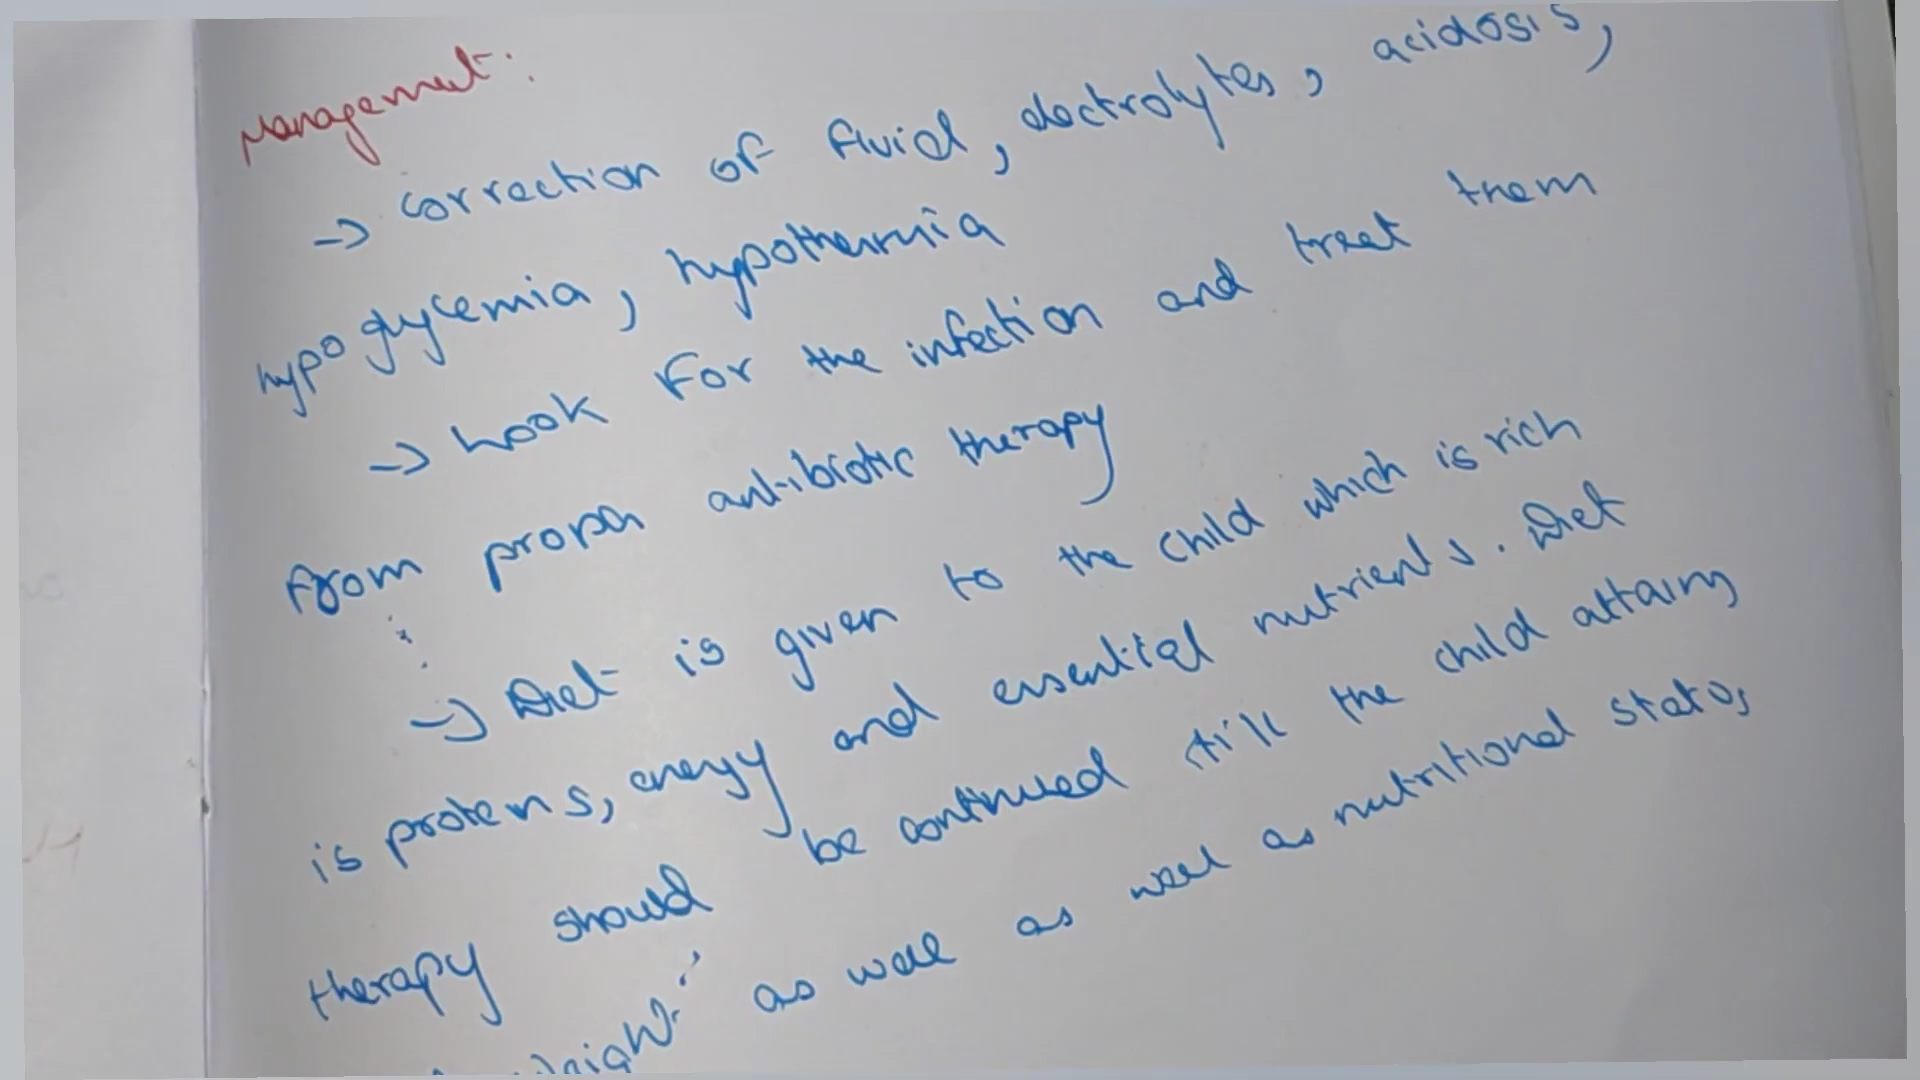 Management:
→ correction of fluid, electrolytes, acidosis,
hypoglycemia, hypothermia
→ Look for the infection and treat them
from proper antibiotic therapy
→ Diet is given to the child which is rich
is proteins, energy and essential nutrients. Diet
therapy should be continued till the child attains
weight as well as well as nutritional status